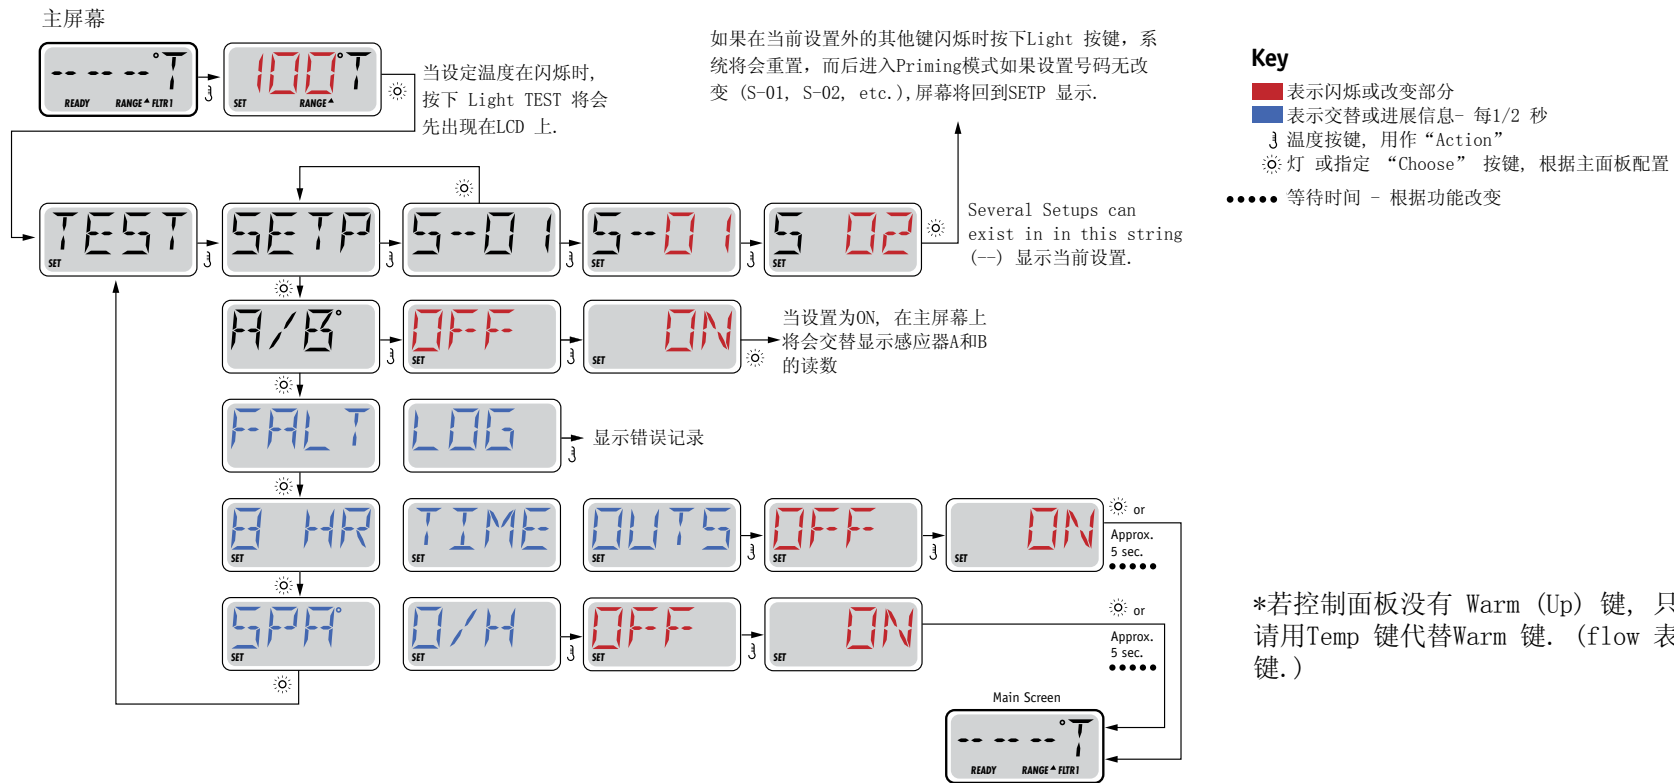 主屏幕
-- -- -- °T
READY RANGE FLTR1
100°T
SET RANGE
当设定温度在闪烁时,
按下 Light TEST 将会
先出现在LCD 上.
如果在当前设置外的其他键闪烁时按下Light 按键, 系
统将会重置, 而后进入Priming模式如果设置号码无改
变 (S-01, S-02, etc.),屏幕将回到SETP 显示.
Key
表示闪烁或改变部分
表示交替或进展信息- 每1/2 秒
温度按键, 用作“Action”
灯 或指定 “Choose” 按键, 根据主面板配置
等待时间 - 根据功能改变
TEST
SET
SETP
S-01
S-01
SET
S 02
SET
Several Setups can
exist in in this string
(--) 显示当前设置.
A/B°
OFF
SET
ON
SET
当设置为ON, 在主屏幕上
将会交替显示感应器A和B
的读数
FALT
LOG
显示错误记录
8 HR
SET
TIME
SET
OUTS
OFF
SET
ON
SET
or
Approx.
5 sec.
SPA°
SET
O/H
OFF
SET
ON
SET
or
Approx.
5 sec.
*若控制面板没有 Warm (Up) 键, 只
请用Temp 键代替Warm 键. (flow 表
键.)
Main Screen
-- -- -- °T
READY RANGE FLTR1